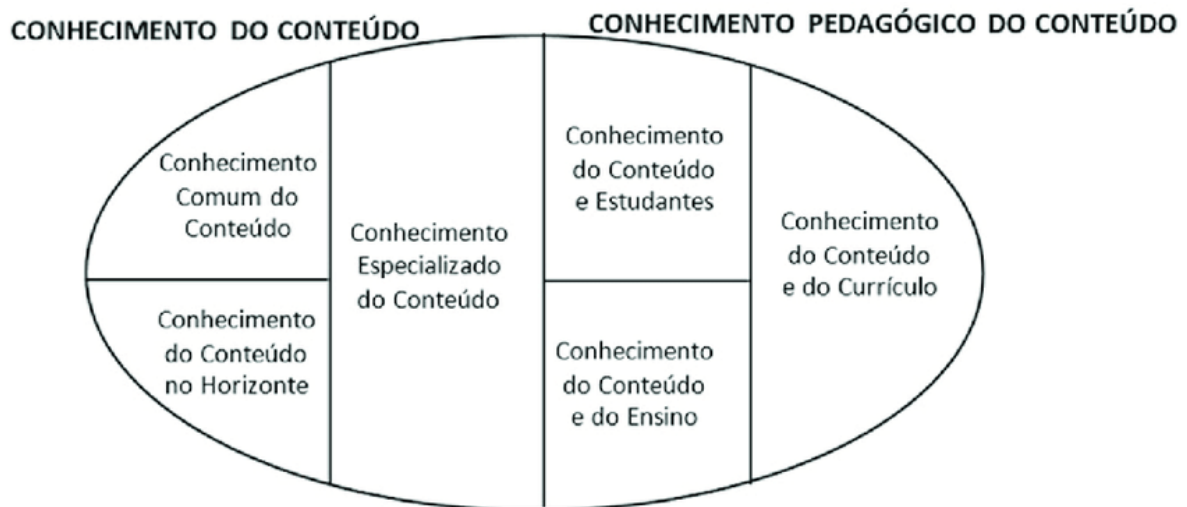 CONHECIMENTO DO CONTEÚDO
CONHECIMENTO PEDAGÓGICO DO CONTEÚDO
Conhecimento
Comum do
Conteúdo
Conhecimento
do Conteúdo
no Horizonte
Conhecimento
Especializado
do Conteúdo
Conhecimento
do Conteúdo
e Estudantes
Conhecimento
do Conteúdo
e do Ensino
Conhecimento
do Conteúdo
e do Currículo